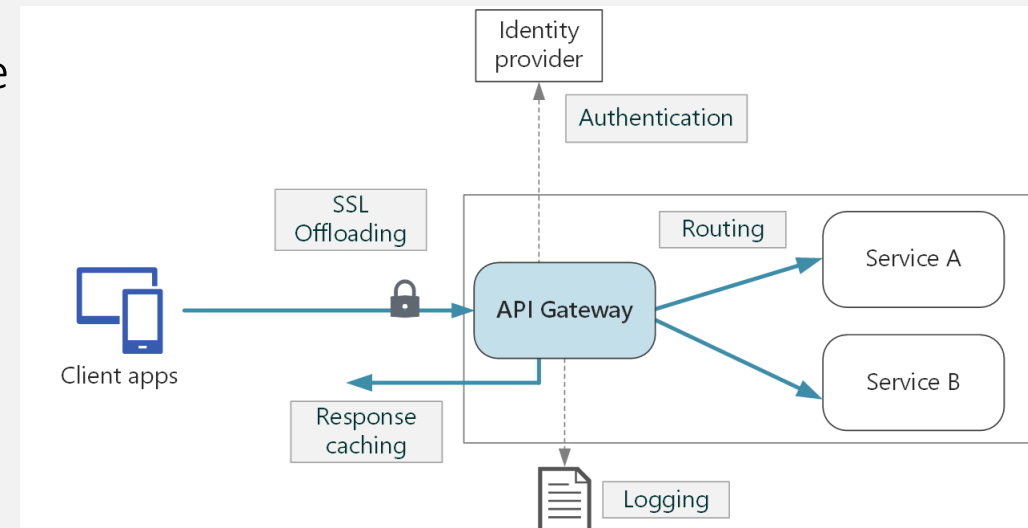 e
Identity
provider
Authentication
SSL
Offloading
Routing
Service A
API Gateway
Client apps
Service B
Response
caching
Logging